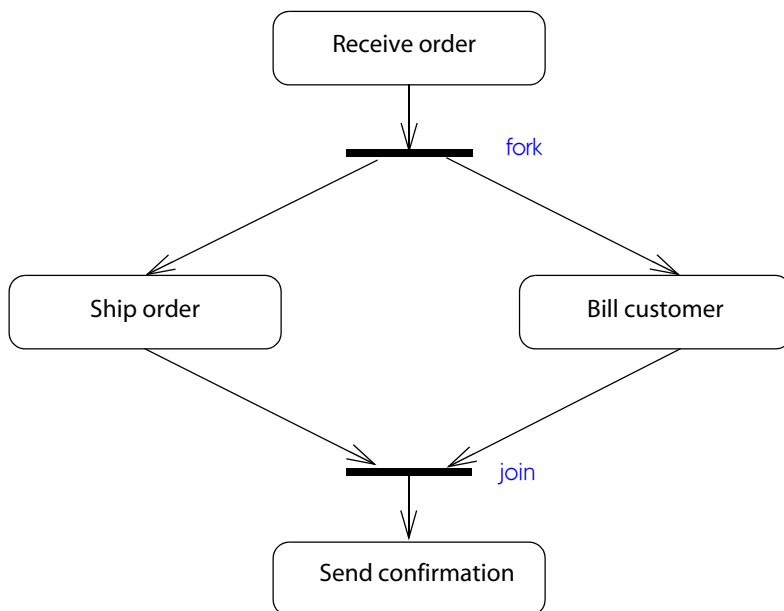 Receive order
fork
Ship order
Bill customer
join
Send confirmation